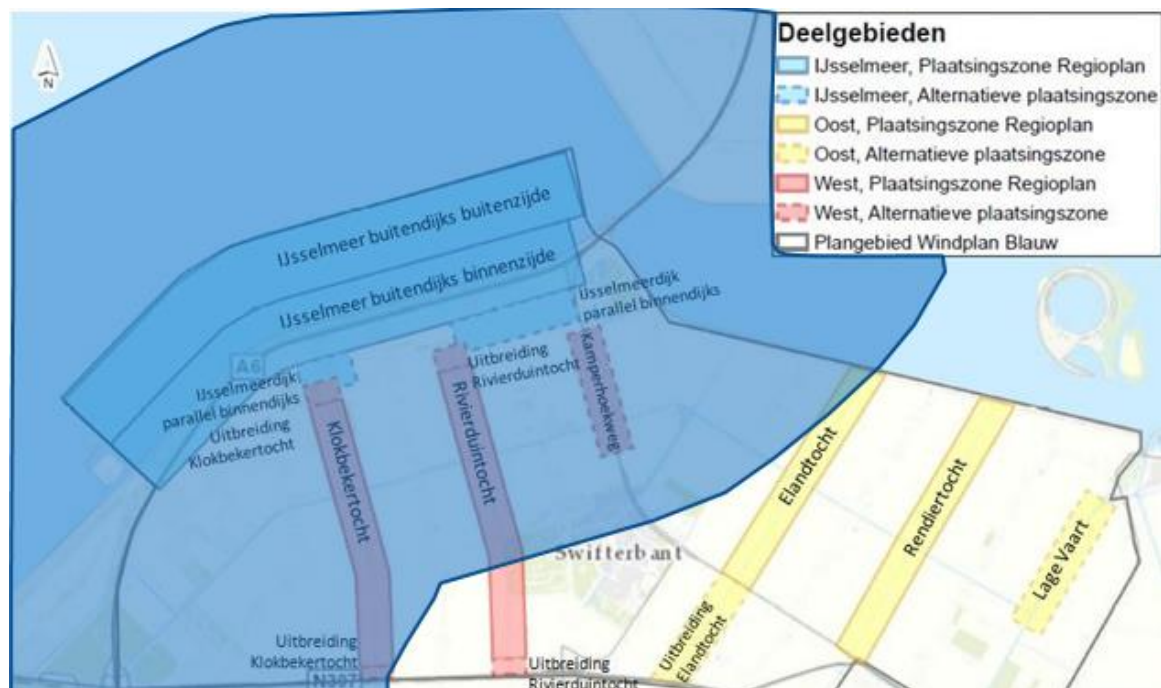 N
Deelgebieden
IJsselmeer, Plaatsingszone Regioplan
IJsselmeer, Alternatieve plaatsingszone
Oost, Plaatsingszone Regioplan
Oost, Alternatieve plaatsingszone
West, Plaatsingszone Regioplan
West, Alternatieve plaatsingszone
Plangebied Windplan Blauw
IJsselmeer buitendijks buitenzijde
IJsselmeer buitendijks binnenzijde
IJsselmeerdijk
parallel binnendijks
A6
IJsselmeerdijk
parallel binnendijks
Uitbreiding
Klokbekertocht
Uitbreiding
Rivierduintocht
Kamperhoekweg
Klokbekertocht
Rivierduintocht
Elandtocht
Rendiertocht
Lage Vaart
Swifterbant
Uitbreiding
Elandtocht
Uitbreiding
Klokbekertocht
N307
Uitbreiding
Rivierduintocht